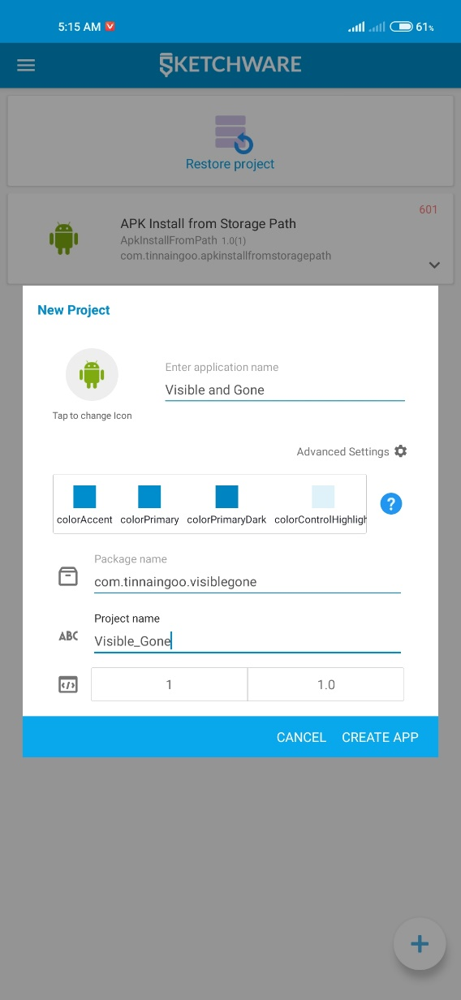 5:15 AM
61%
SKETCHWARE
Restore project
601
APK Install from Storage Path
ApkInstallFromPath 1.0(1)
com.tinnaingoo.apkinstallfromstoragepath
New Project
Enter application name
Visible and Gone
Tap to change Icon
Advanced Settings
colorAccent colorPrimary colorPrimaryDark colorControlHighligh
?
Package name
com.tinnaingoo.visiblegone
Project name
ABC
Visible_Gone
1 1.0
CANCEL CREATE APP